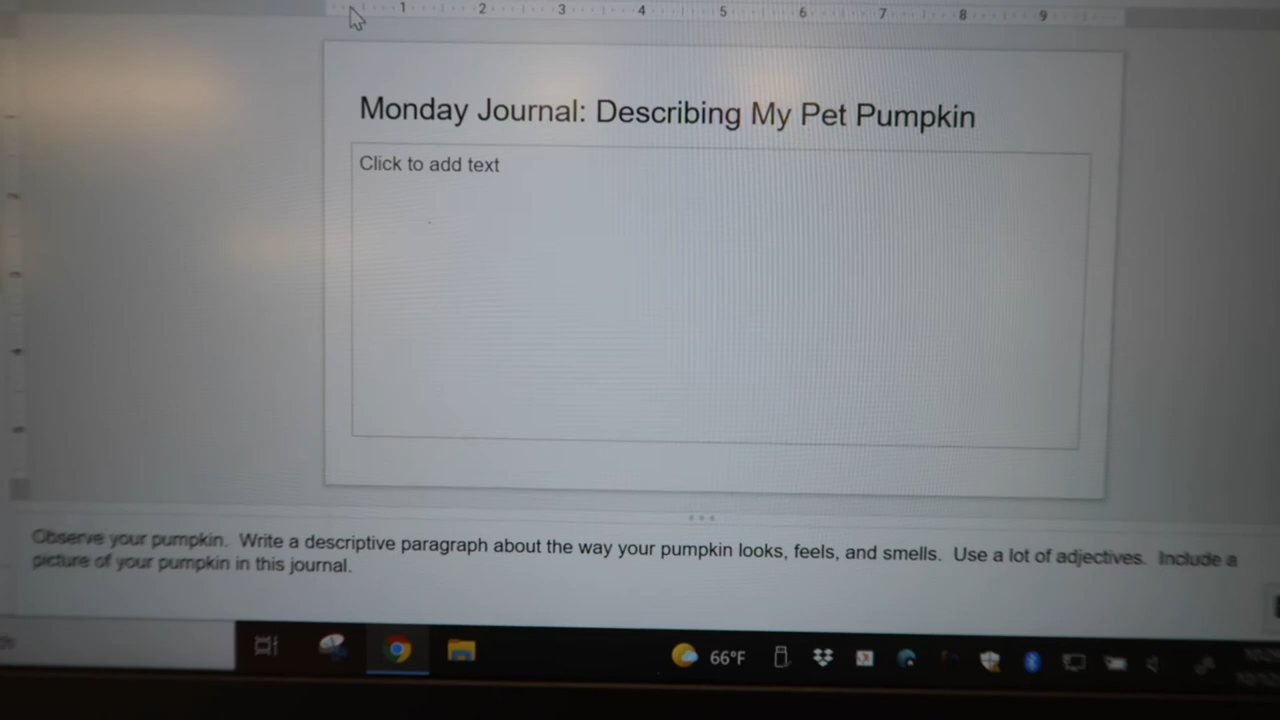 1 2 3 4 5 6 7 8 9
Monday Journal: Describing My Pet Pumpkin
Click to add text
Observe your pumpkin. Write a descriptive paragraph about the way your pumpkin looks, feels, and smells. Use a lot of adjectives. Include a
picture of your pumpkin in this journal.
66°F